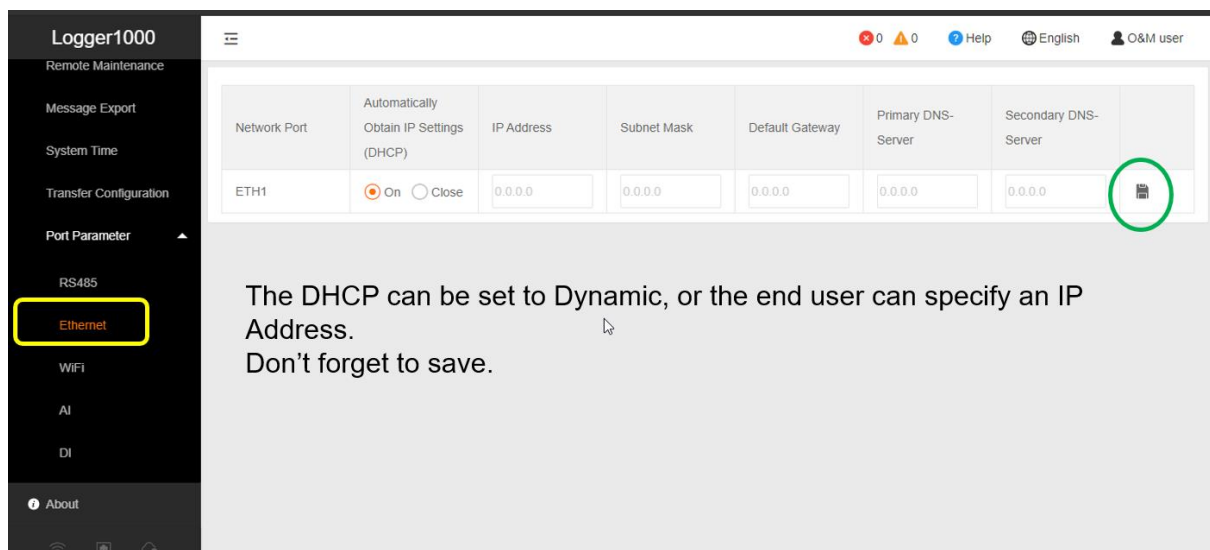 Logger1000
0 0 Help English O&M user
Remote Maintenance
Message Export
System Time
Transfer Configuration
Port Parameter
RS485
Ethernet
WiFi
AI
DI
About
Network Port
Automatically
Obtain IP Settings
(DHCP)
IP Address
Subnet Mask
Default Gateway
Primary DNS-
Server
Secondary DNS-
Server
ETH1 On Close 0.0.0.0 0.0.0.0 0.0.0.0 0.0.0.0 0.0.0.0
The DHCP can be set to Dynamic, or the end user can specify an IP
Address.
Don’t forget to save.